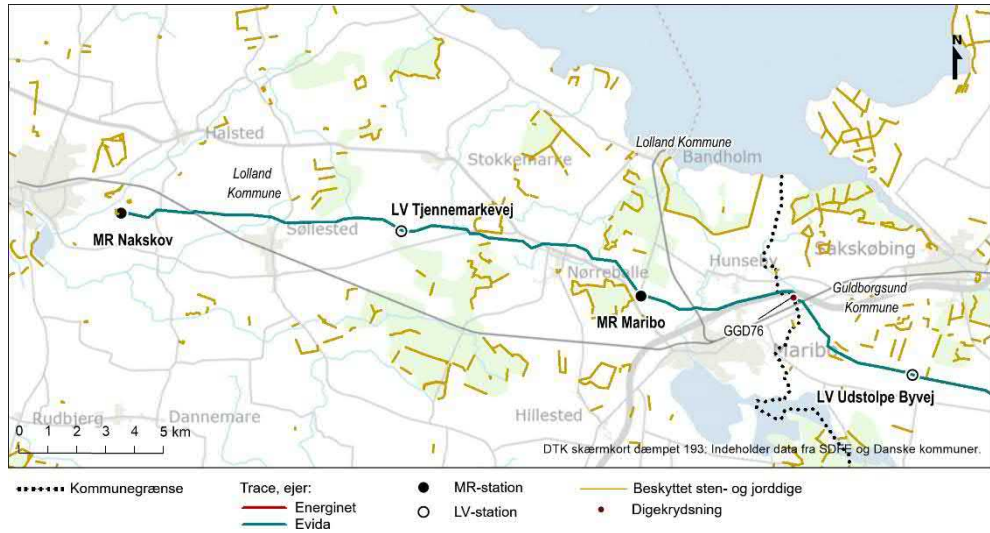 N
Halsted
Stokkemarke
Lolland Kommune
Bandholm
Lolland
Kommune
LV Tjennemarkevej
MR Nakskov
Søllested
Nørreballe
Hunseby
Sakskøbing
MR Maribo
Guldborgsund
Kommune
GGD76
Maribo
LV Udstolpe Byvej
Rudbjerg
Dannemare
Hillested
0 1 2 3 4 5 km
DTK skærmkort dæmpet 193: Indeholder data fra SDFE og Danske kommuner.
Kommunegrænse
Trace, ejer:
Energinet
Evida
MR-station
LV-station
Beskyttet sten- og jorddige
Digekrydsning